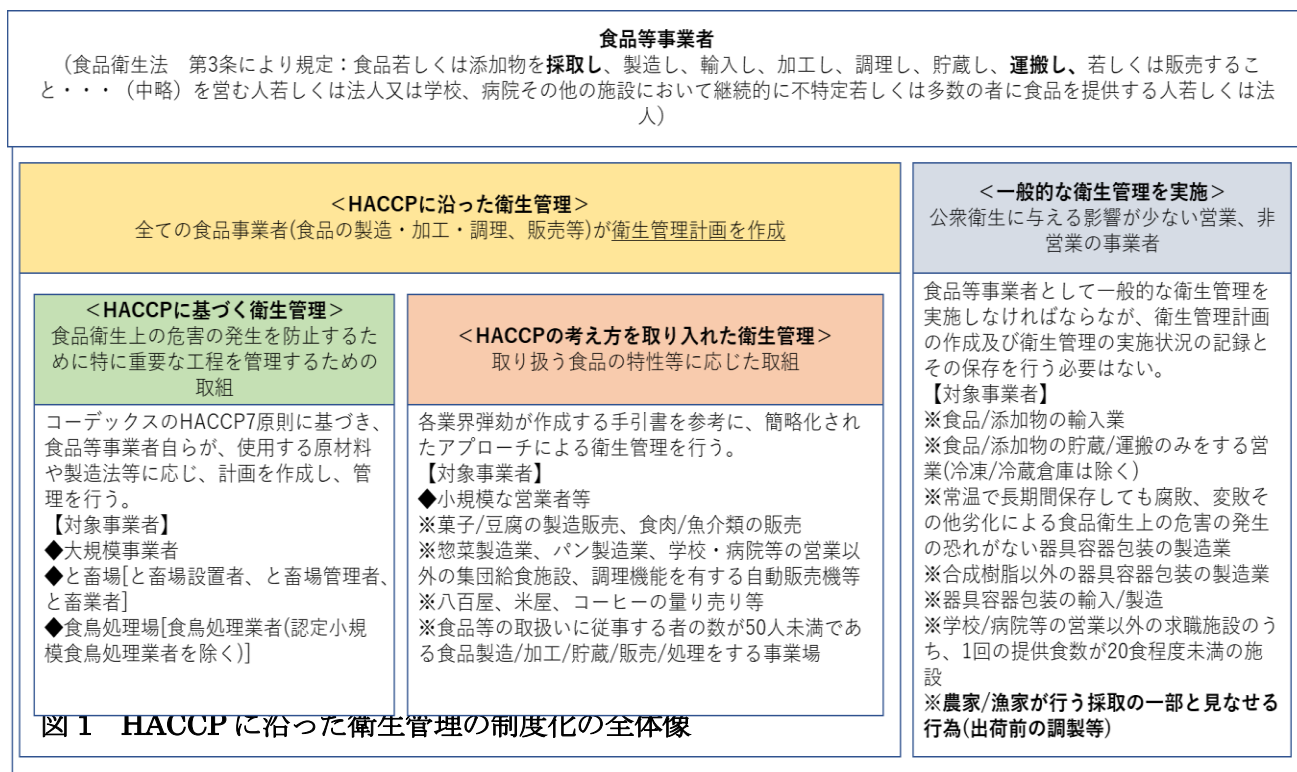 食品等事業者
（食品衛生法　第3条により規定：食品若しくは添加物を採取し、製造し、輸入し、加工し、調理し、貯蔵し、運搬し、若しくは販売するこ
と・・・（中略）を営む人若しくは法人又は学校、病院その他の施設において継続的に不特定若しくは多数の者に食品を提供する人若しくは法
人）
＜HACCPに沿った衛生管理＞
全ての食品事業者(食品の製造・加工・調理、販売等)が衛生管理計画を作成
＜HACCPに基づく衛生管理＞
食品衛生上の危害の発生を防止するた
めに特に重要な工程を管理するための
取組
コーデックスのHACCP7原則に基づき、
食品等事業者自らが、使用する原材料
や製造法等に応じ、計画を作成し、管
理を行う。
【対象事業者】
◆大規模事業者
◆と畜場[と畜場設置者、と畜場管理者、
と畜業者]
◆食鳥処理場[食鳥処理業者(認定小規
模食鳥処理業者を除く)]
＜HACCPの考え方を取り入れた衛生管理＞
取り扱う食品の特性等に応じた取組
各業界弾劾が作成する手引書を参考に、簡略化され
たアプローチによる衛生管理を行う。
【対象事業者】
◆小規模な営業者等
※菓子/豆腐の製造販売、食肉/魚介類の販売
※惣菜製造業、パン製造業、学校・病院等の営業以
外の集団給食施設、調理機能を有する自動販売機等
※八百屋、米屋、コーヒーの量り売り等
※食品等の取扱いに従事する者の数が50人未満であ
る食品製造/加工/貯蔵/販売/処理をする事業場
＜一般的な衛生管理を実施＞
公衆衛生に与える影響が少ない営業、非
営業の事業者
食品等事業者として一般的な衛生管理を
実施しなければならなが、衛生管理計画
の作成及び衛生管理の実施状況の記録と
その保存を行う必要はない。
【対象事業者】
※食品/添加物の輸入業
※食品/添加物の貯蔵/運搬のみをする営
業(冷凍/冷蔵倉庫は除く)
※常温で長期間保存しても腐敗、変敗そ
の他劣化による食品衛生上の危害の発生
の恐れがない器具容器包装の製造業
※合成樹脂以外の器具容器包装の製造業
※器具容器包装の輸入/製造
※学校/病院等の営業以外の求職施設のう
ち、1回の提供食数が20食程度未満の施
設
※農家/漁家が行う採取の一部と見なせる
行為(出荷前の調製等)
図１　HACCP に沿った衛生管理の制度化の全体像